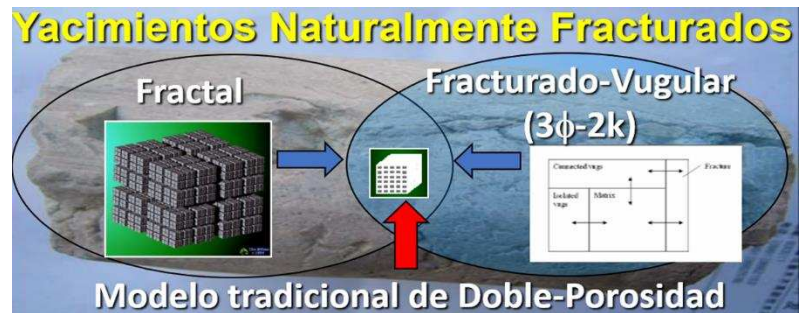 Yacimientos Naturalmente Fracturados
Fractal
Fracturado-Vugular
(3ϕ-2k)
Connected vugs
Fracture
Isolated
vugs
Matrix
Modelo tradicional de Doble-Porosidad